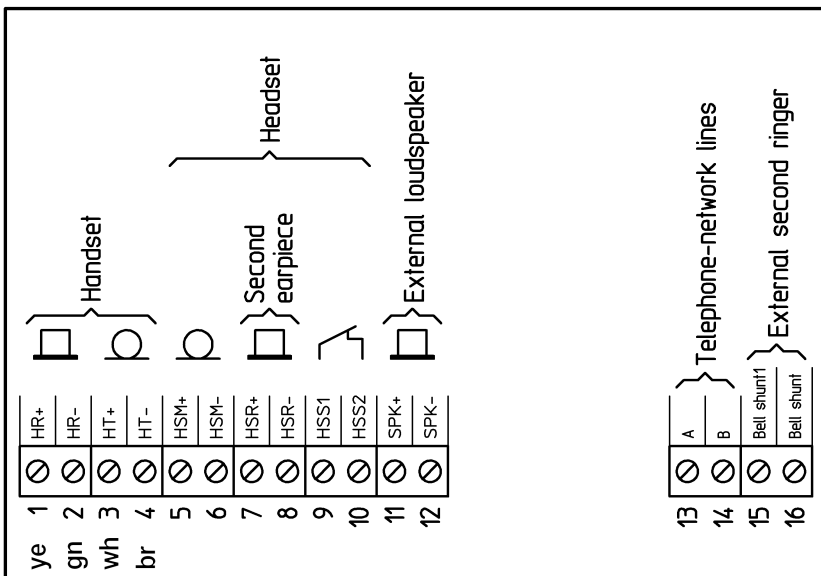 Headset
Handset
Second
earpiece
External loudspeaker
Telephone-network lines
External second ringer
HR+
HR-
HT+
HT-
HSM+
HSM-
HSR+
HSR-
HSS1
HSS2
SPK+
SPK-
A
B
Bell shunt1
Bell shunt
1
2
3
4
5
6
7
8
9
10
11
12
13
14
15
16
ye
gn
wh
br